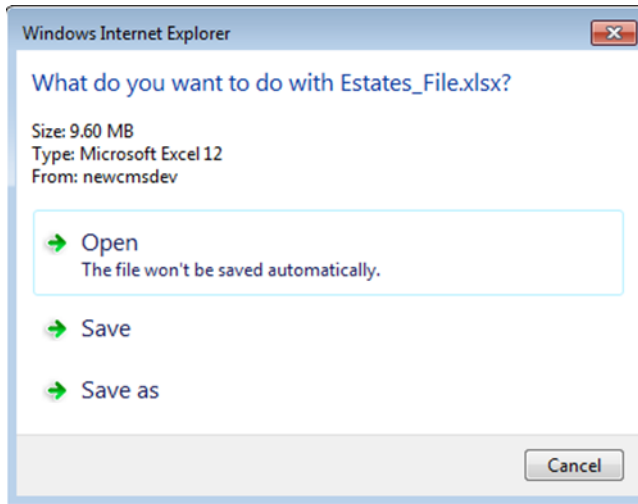 Windows Internet Explorer
What do you want to do with Estates_File.xlsx?
Size: 9.60 MB
Type: Microsoft Excel 12
From: newcmsdev
Open
The file won't be saved automatically.
Save
Save as
Cancel